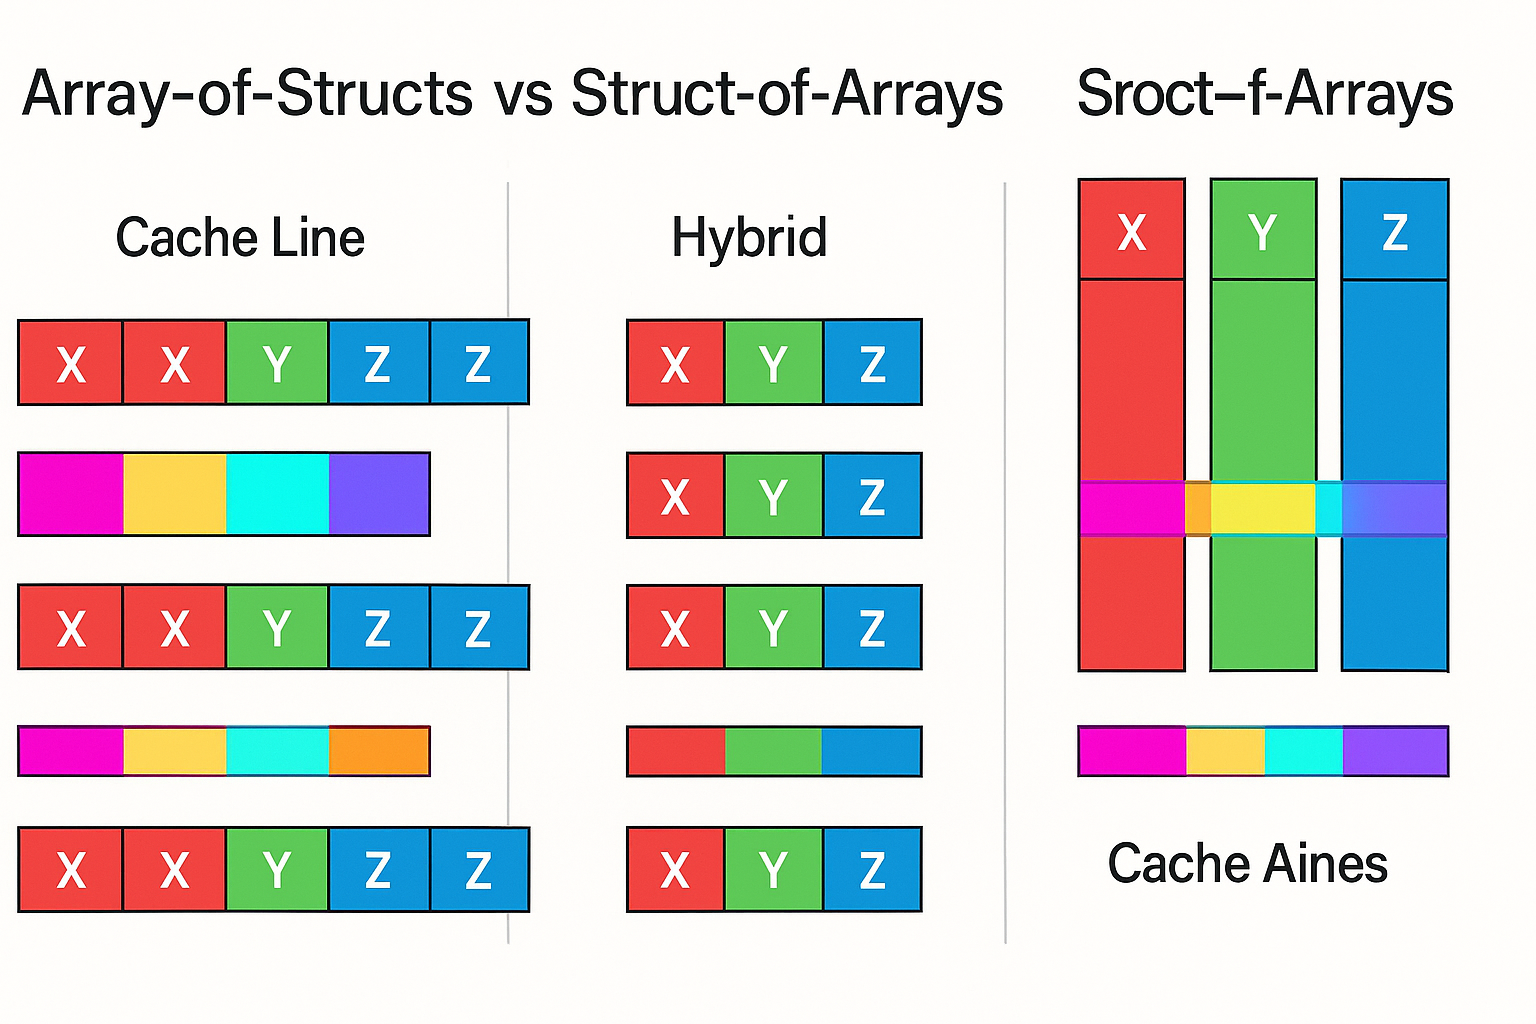 Array-of-Structs vs Struct-of-Arrays
Cache Line
X X Y Z Z
X X Y Z Z
X X Y Z Z
Hybrid
X Y Z
X Y Z
X Y Z
X Y Z
Sroct–f-Arrays
X Y Z
Cache Aines